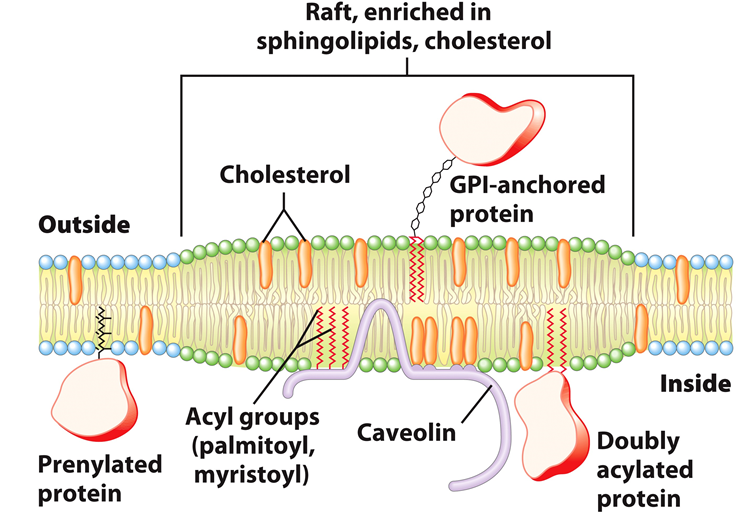 Raft, enriched in
sphingolipids, cholesterol
Cholesterol
GPI-anchored
protein
Outside
Inside
Acyl groups
(palmitoyl,
myristoyl)
Caveolin
Prenylated
protein
Doubly
acylated
protein